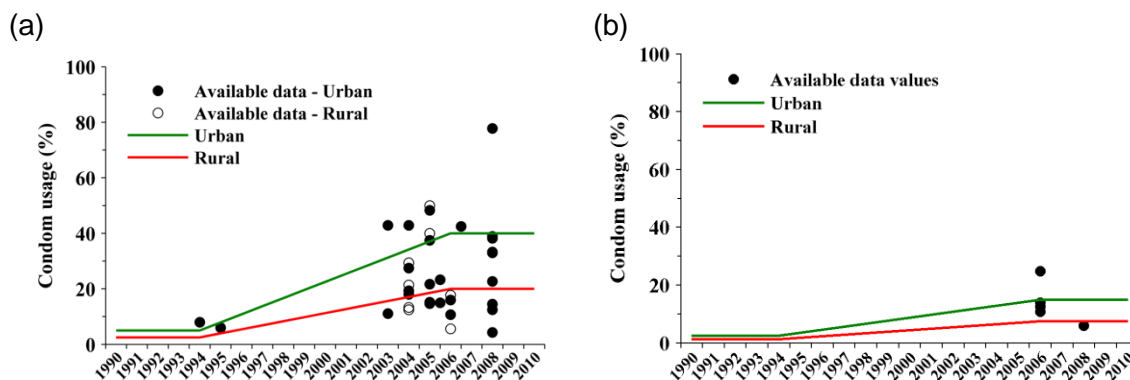 (a)
100
80
60
40
20
0
Condom usage (%)
Available data - Urban
Available data - Rural
Urban
Rural
1990 1991 1992 1993 1994 1995 1996 1997 1998 1999 2000 2001 2002 2003 2004 2005 2006 2007 2008 2009 2010
(b)
100
80
60
40
20
0
Condom usage (%)
Available data values
Urban
Rural
1990 1991 1992 1993 1994 1995 1996 1997 1998 1999 2000 2001 2002 2003 2004 2005 2006 2007 2008 2009 2010